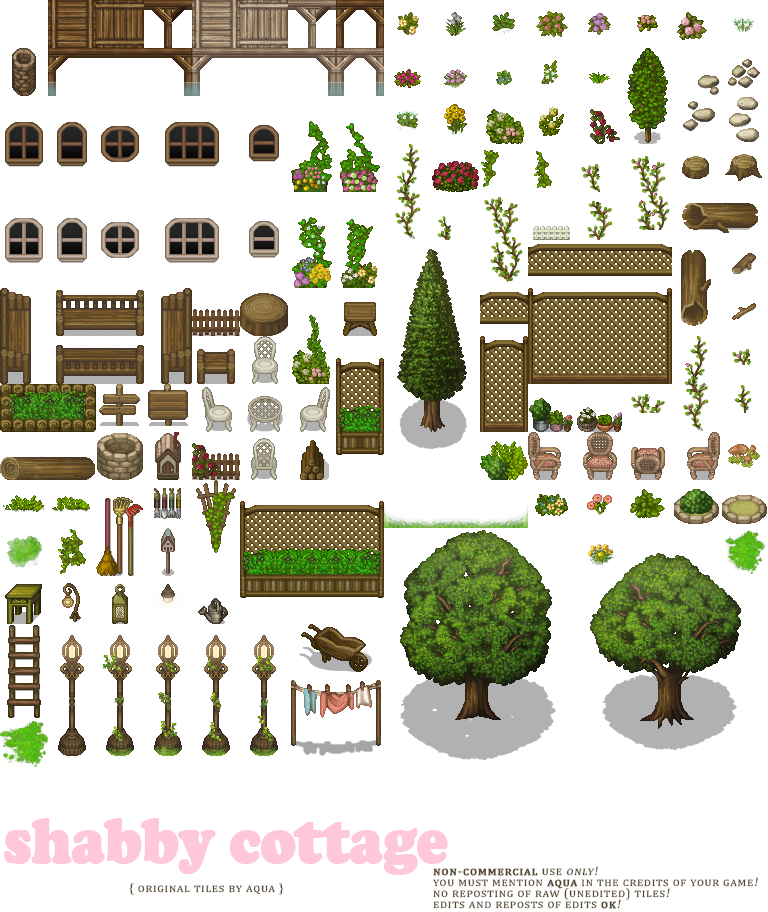 shabby cottage
{ ORIGINAL TILES BY AQUA }
NON-COMMERCIAL USE ONLY!
YOU MUST MENTION AQUA IN THE CREDITS OF YOUR GAME!
NO REPOSTING OF RAW (UNEDITED) TILES!
EDITS AND REPOSTS OF EDITS OK!